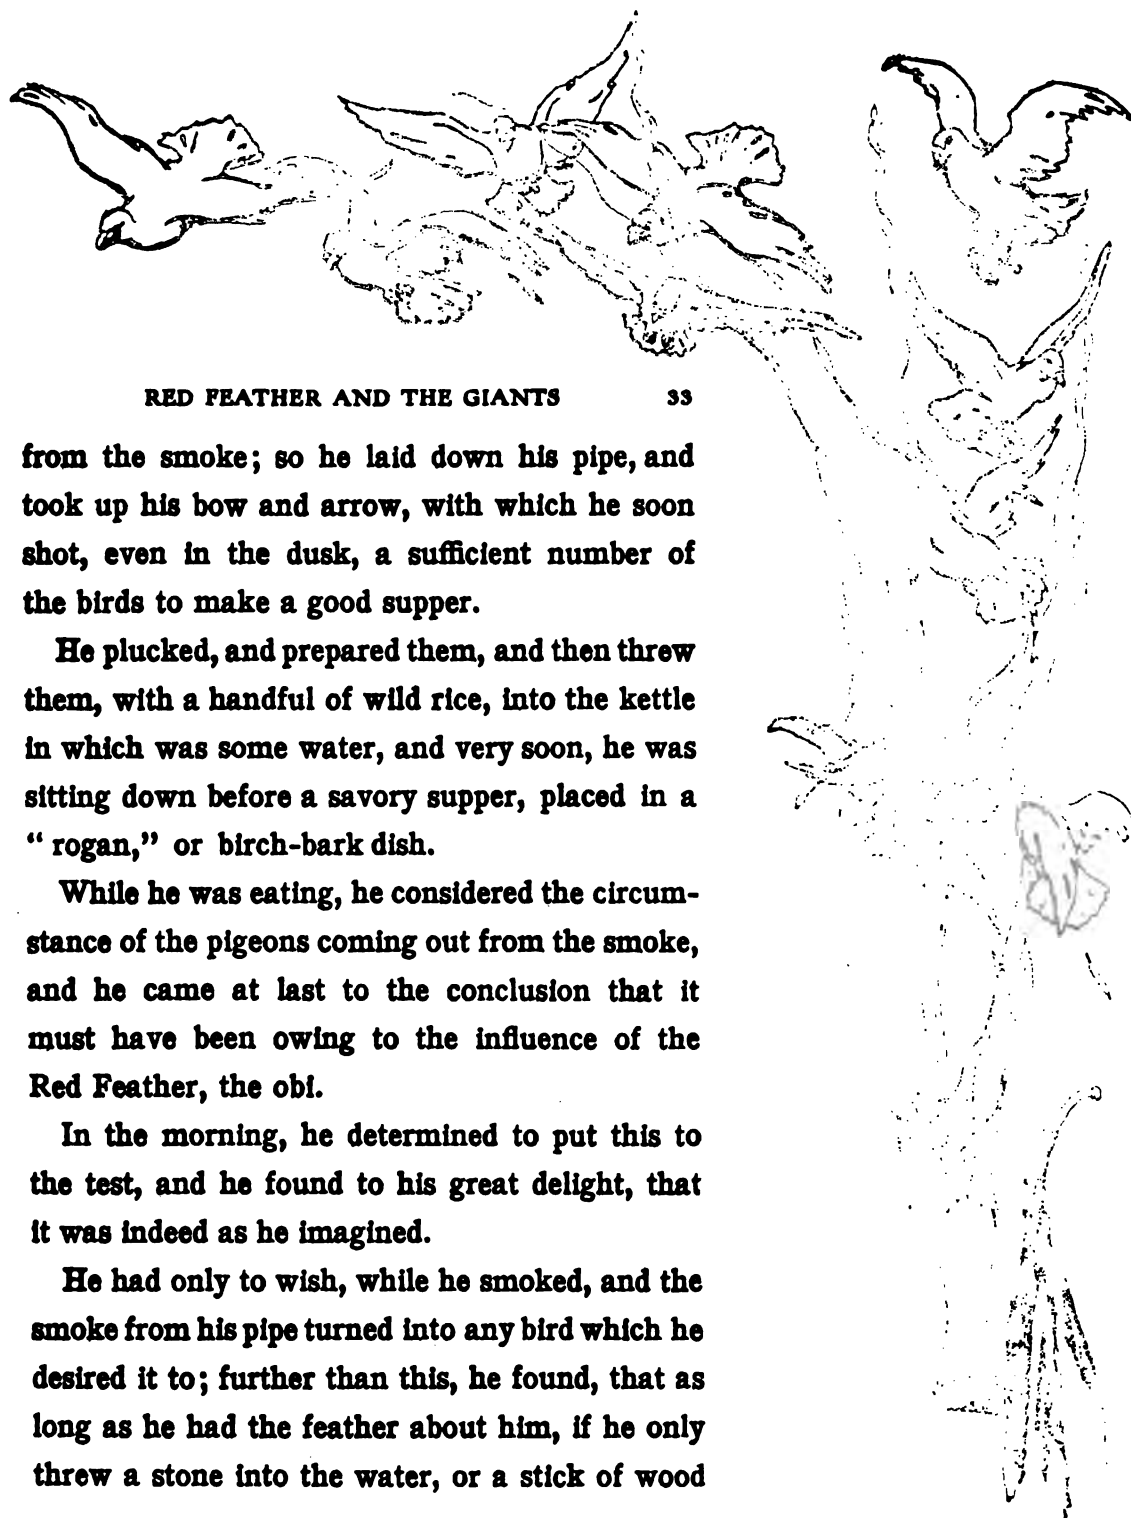 RED FEATHER AND THE GIANTS 33
from the smoke; so he laid down his pipe, and
took up his bow and arrow, with which he soon
shot, even in the dusk, a sufficient number of
the birds to make a good supper.
He plucked, and prepared them, and then threw
them, with a handful of wild rice, into the kettle
in which was some water, and very soon, he was
sitting down before a savory supper, placed in a
“ rogan,” or birch-bark dish.
While he was eating, he considered the circum-
stance of the pigeons coming out from the smoke,
and he came at last to the conclusion that it
must have been owing to the influence of the
Red Feather, the obi.
In the morning, he determined to put this to
the test, and he found to his great delight, that
it was indeed as he imagined.
He had only to wish, while he smoked, and the
smoke from his pipe turned into any bird which he
desired it to; further than this, he found, that as
long as he had the feather about him, if he only
threw a stone into the water, or a stick of wood